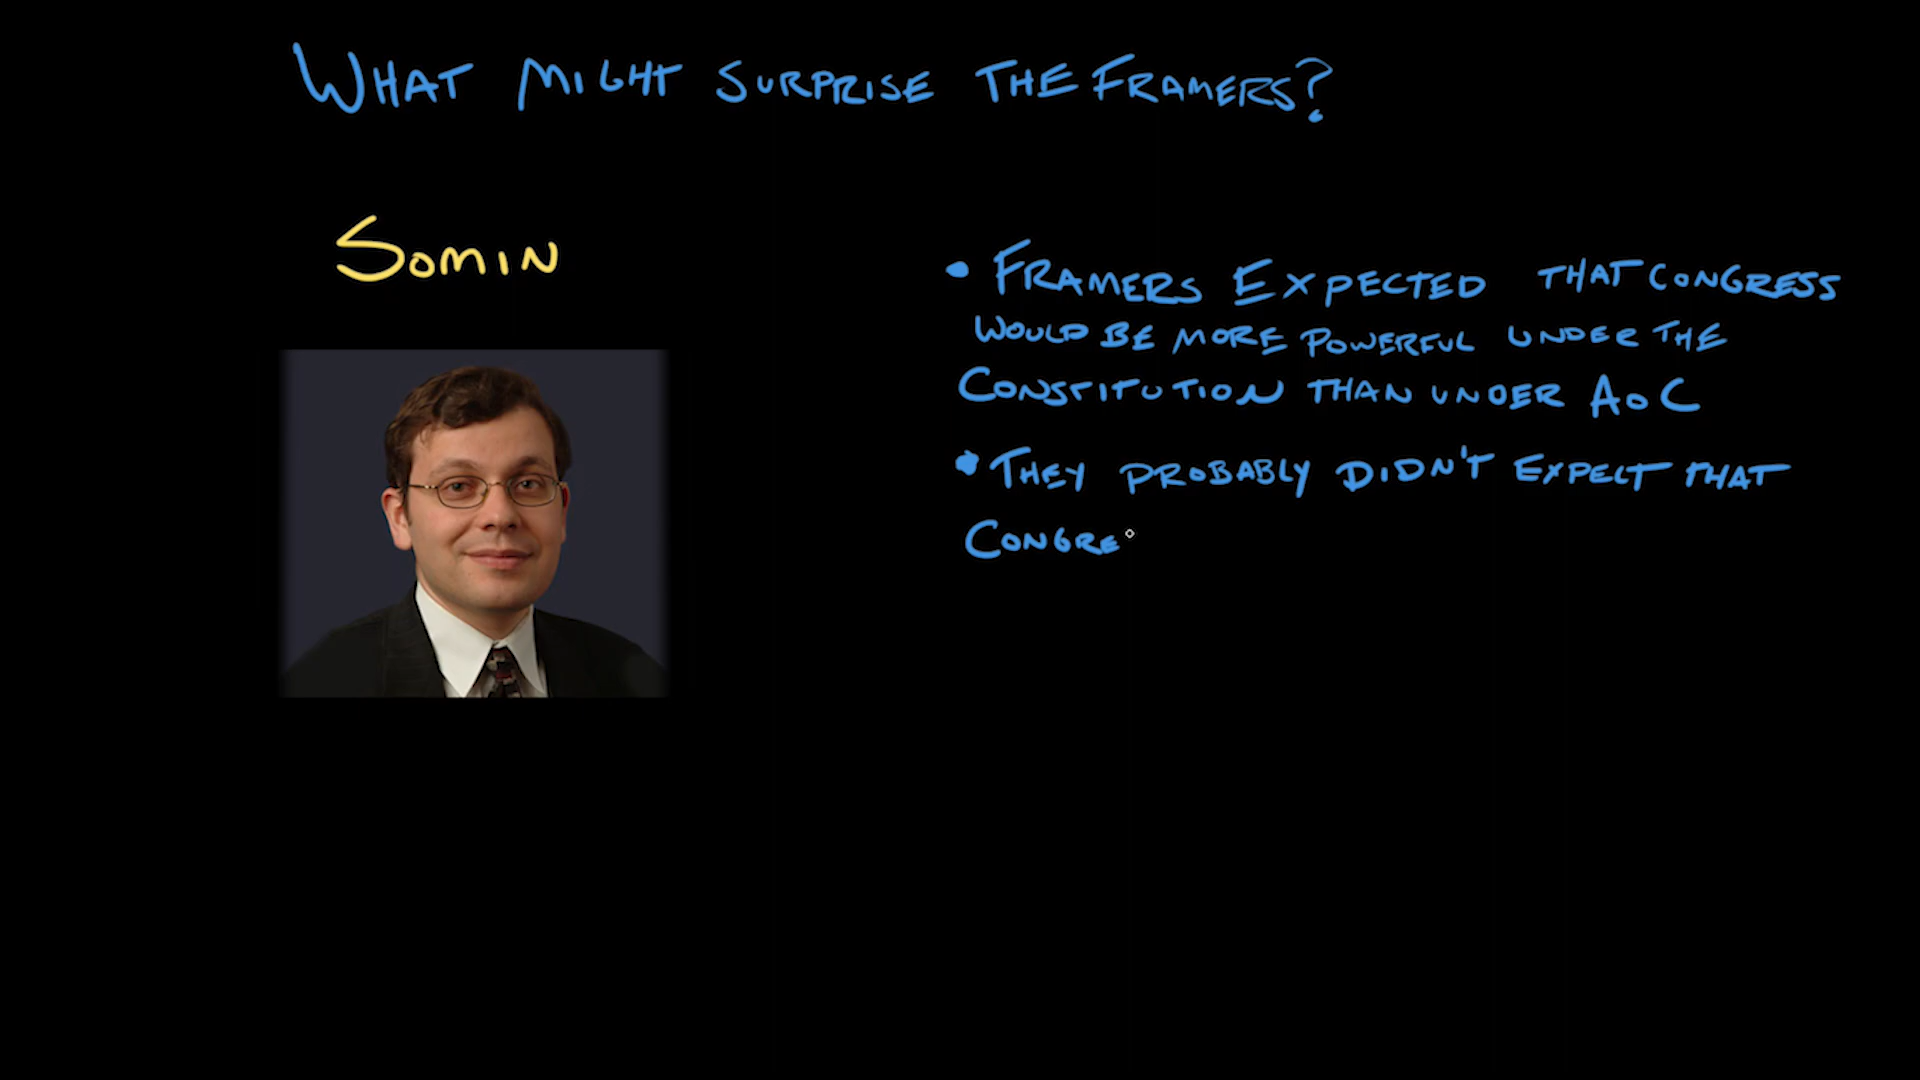 WHAT MIGHT SURPRISE THE FRAMERS?
SOMIN
• FRAMERS EXPECTED THAT CONGRESS
WOULD BE MORE POWERFUL UNDER THE
CONSTITUTION THAN UNDER AoC
• THEY PROBABLY DIDN'T EXPECT THAT
CONGRE